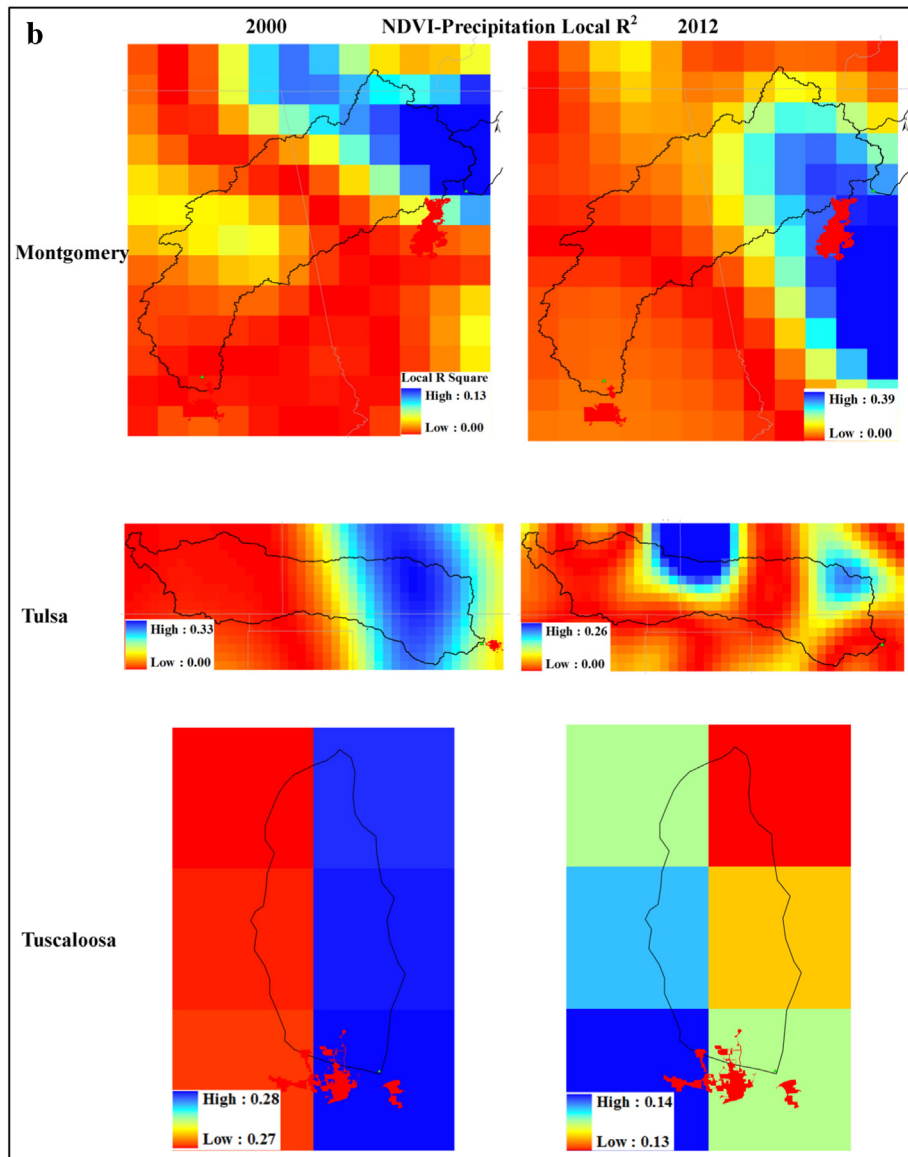 b
2000 NDVI-Precipitation Local R² 2012
Montgomery
Local R Square
High : 0.13
Low : 0.00
High : 0.39
Low : 0.00
Tulsa
High : 0.33
Low : 0.00
High : 0.26
Low : 0.00
Tuscaloosa
High : 0.28
Low : 0.27
High : 0.14
Low : 0.13